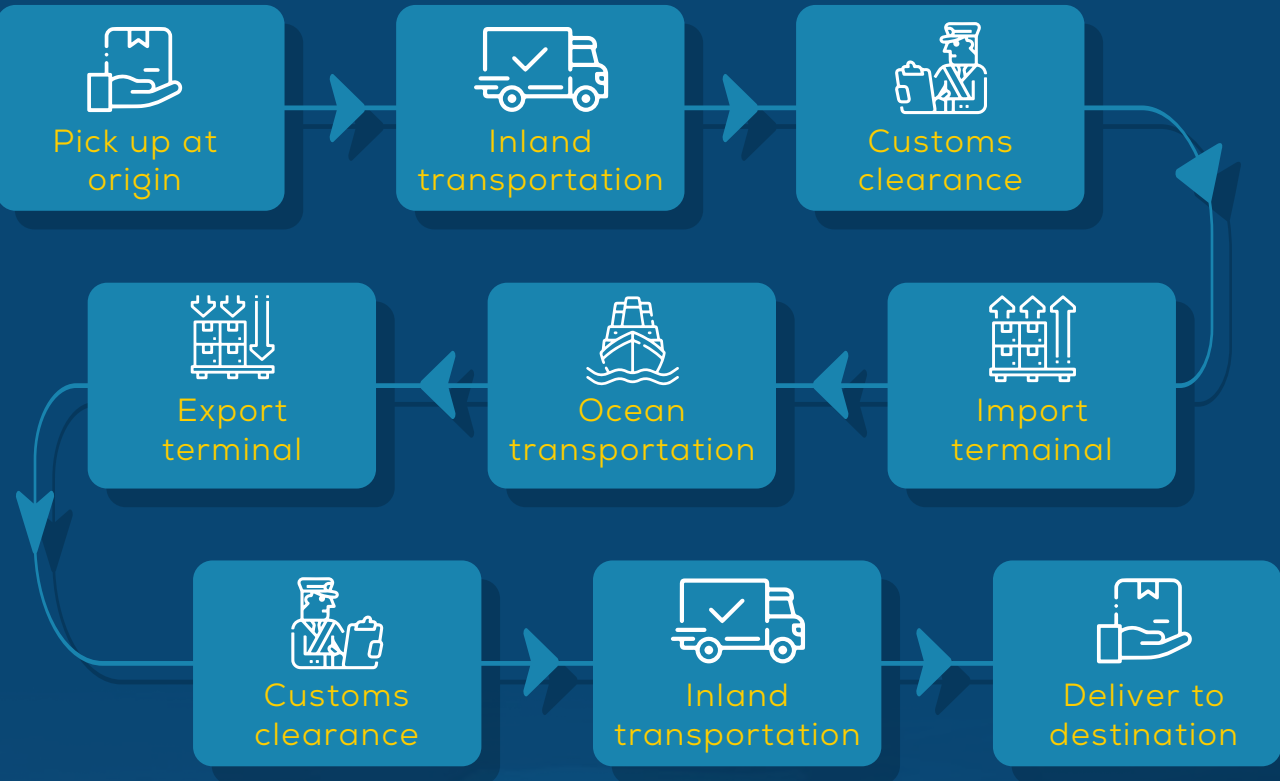 Pick up at
origin
Inland
transportation
Customs
clearance
Import
termainal
Ocean
transportation
Export
terminal
Customs
clearance
Inland
transportation
Deliver to
destination